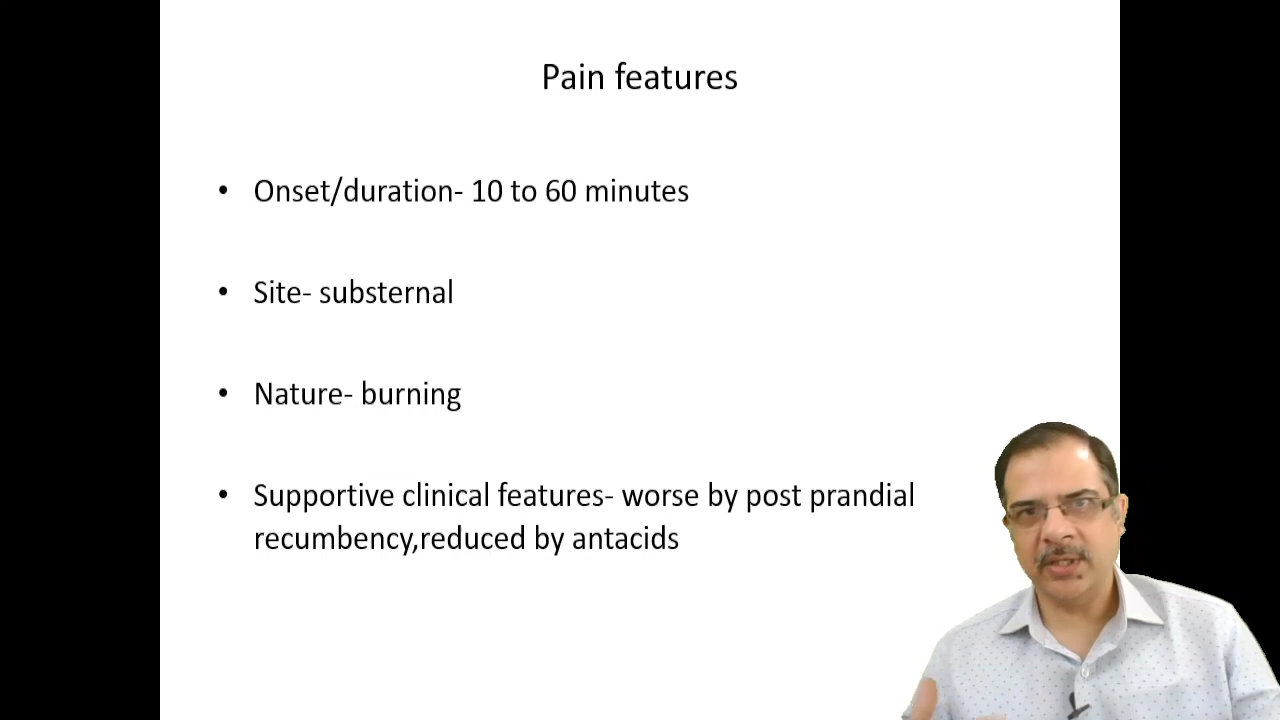 Pain features
• Onset/duration- 10 to 60 minutes
• Site- substernal
• Nature- burning
• Supportive clinical features- worse by post prandial
recumbency,reduced by antacids